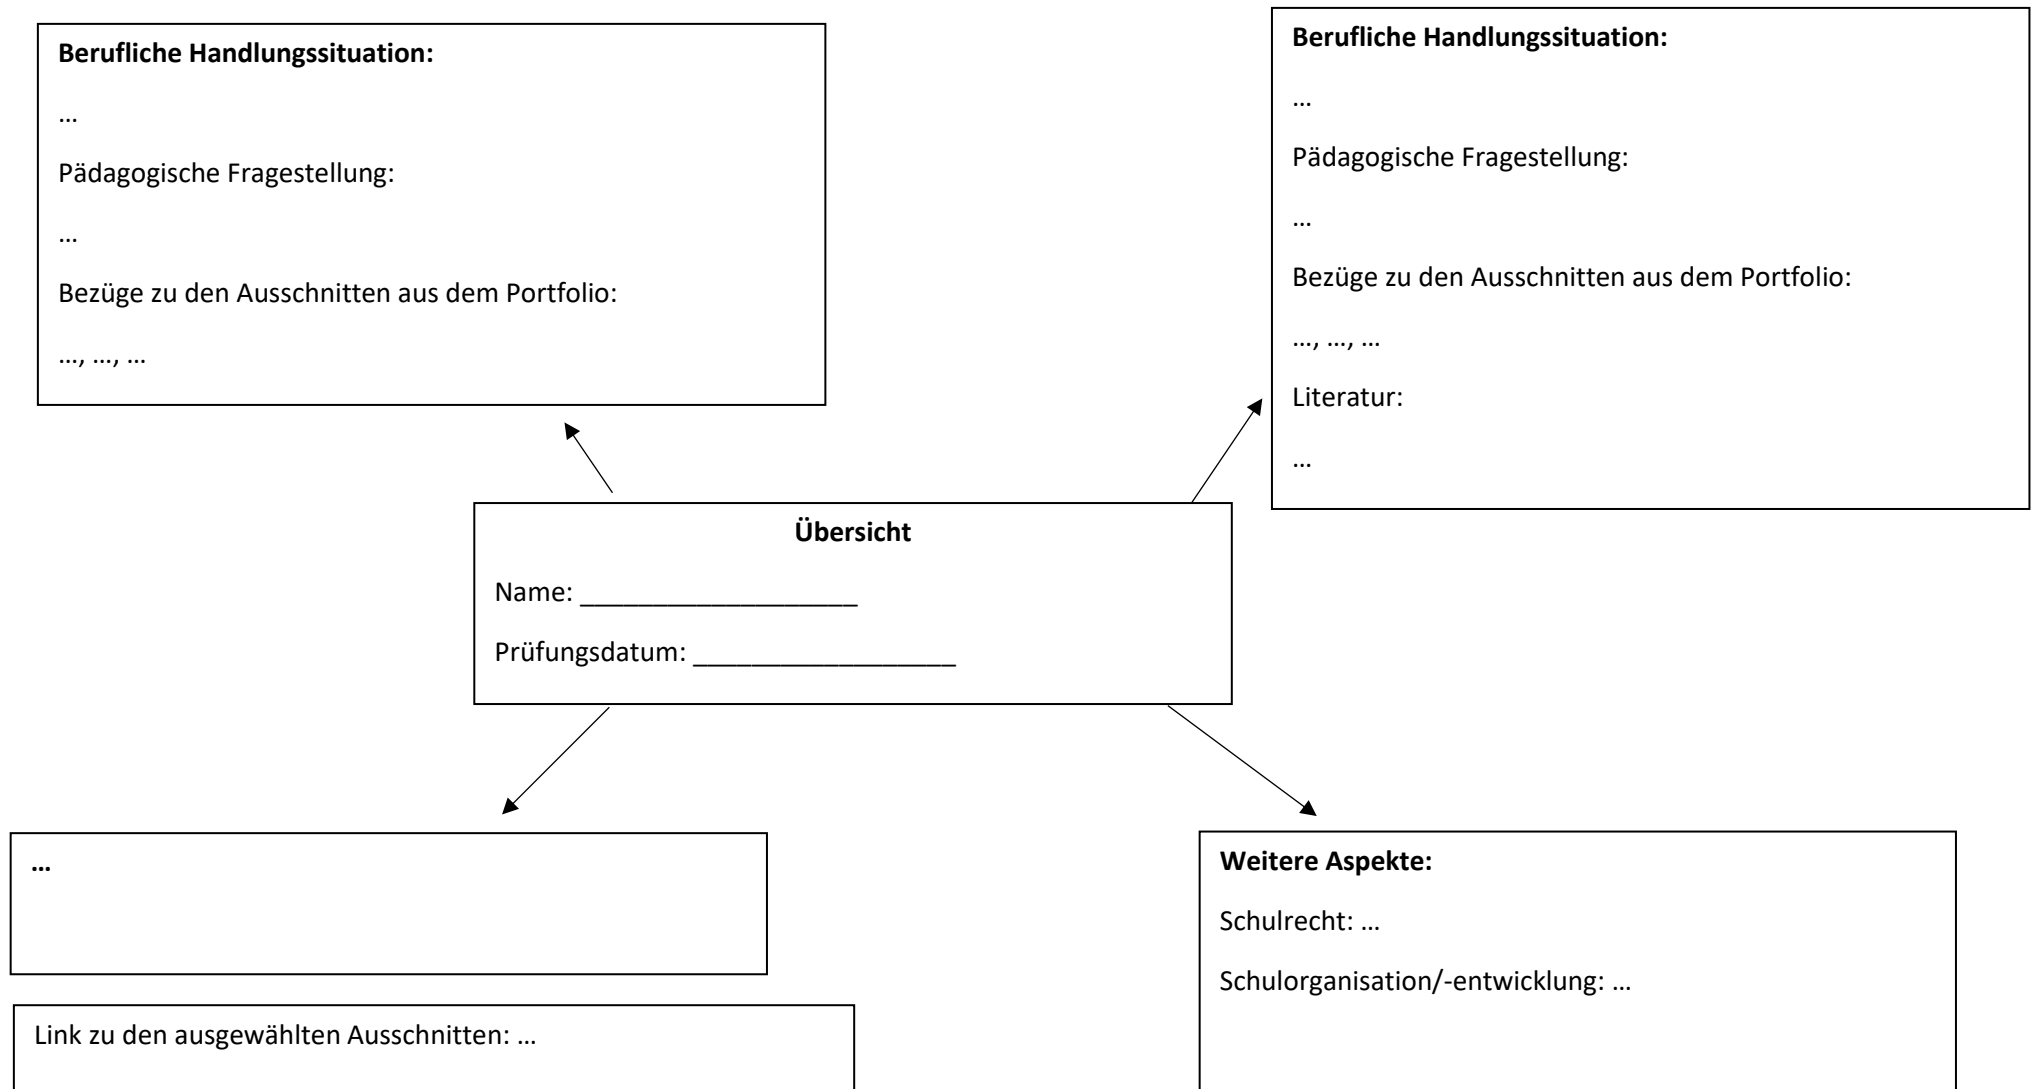 Berufliche Handlungssituation:
…
Pädagogische Fragestellung:
…
Bezüge zu den Ausschnitten aus dem Portfolio:
…, …, …
Berufliche Handlungssituation:
…
Pädagogische Fragestellung:
…
Bezüge zu den Ausschnitten aus dem Portfolio:
…, …, …
Literatur:
…
Übersicht
Name: ___________________
Prüfungsdatum: __________________
…
Link zu den ausgewählten Ausschnitten: …
Weitere Aspekte:
Schulrecht: …
Schulorganisation/-entwicklung: …